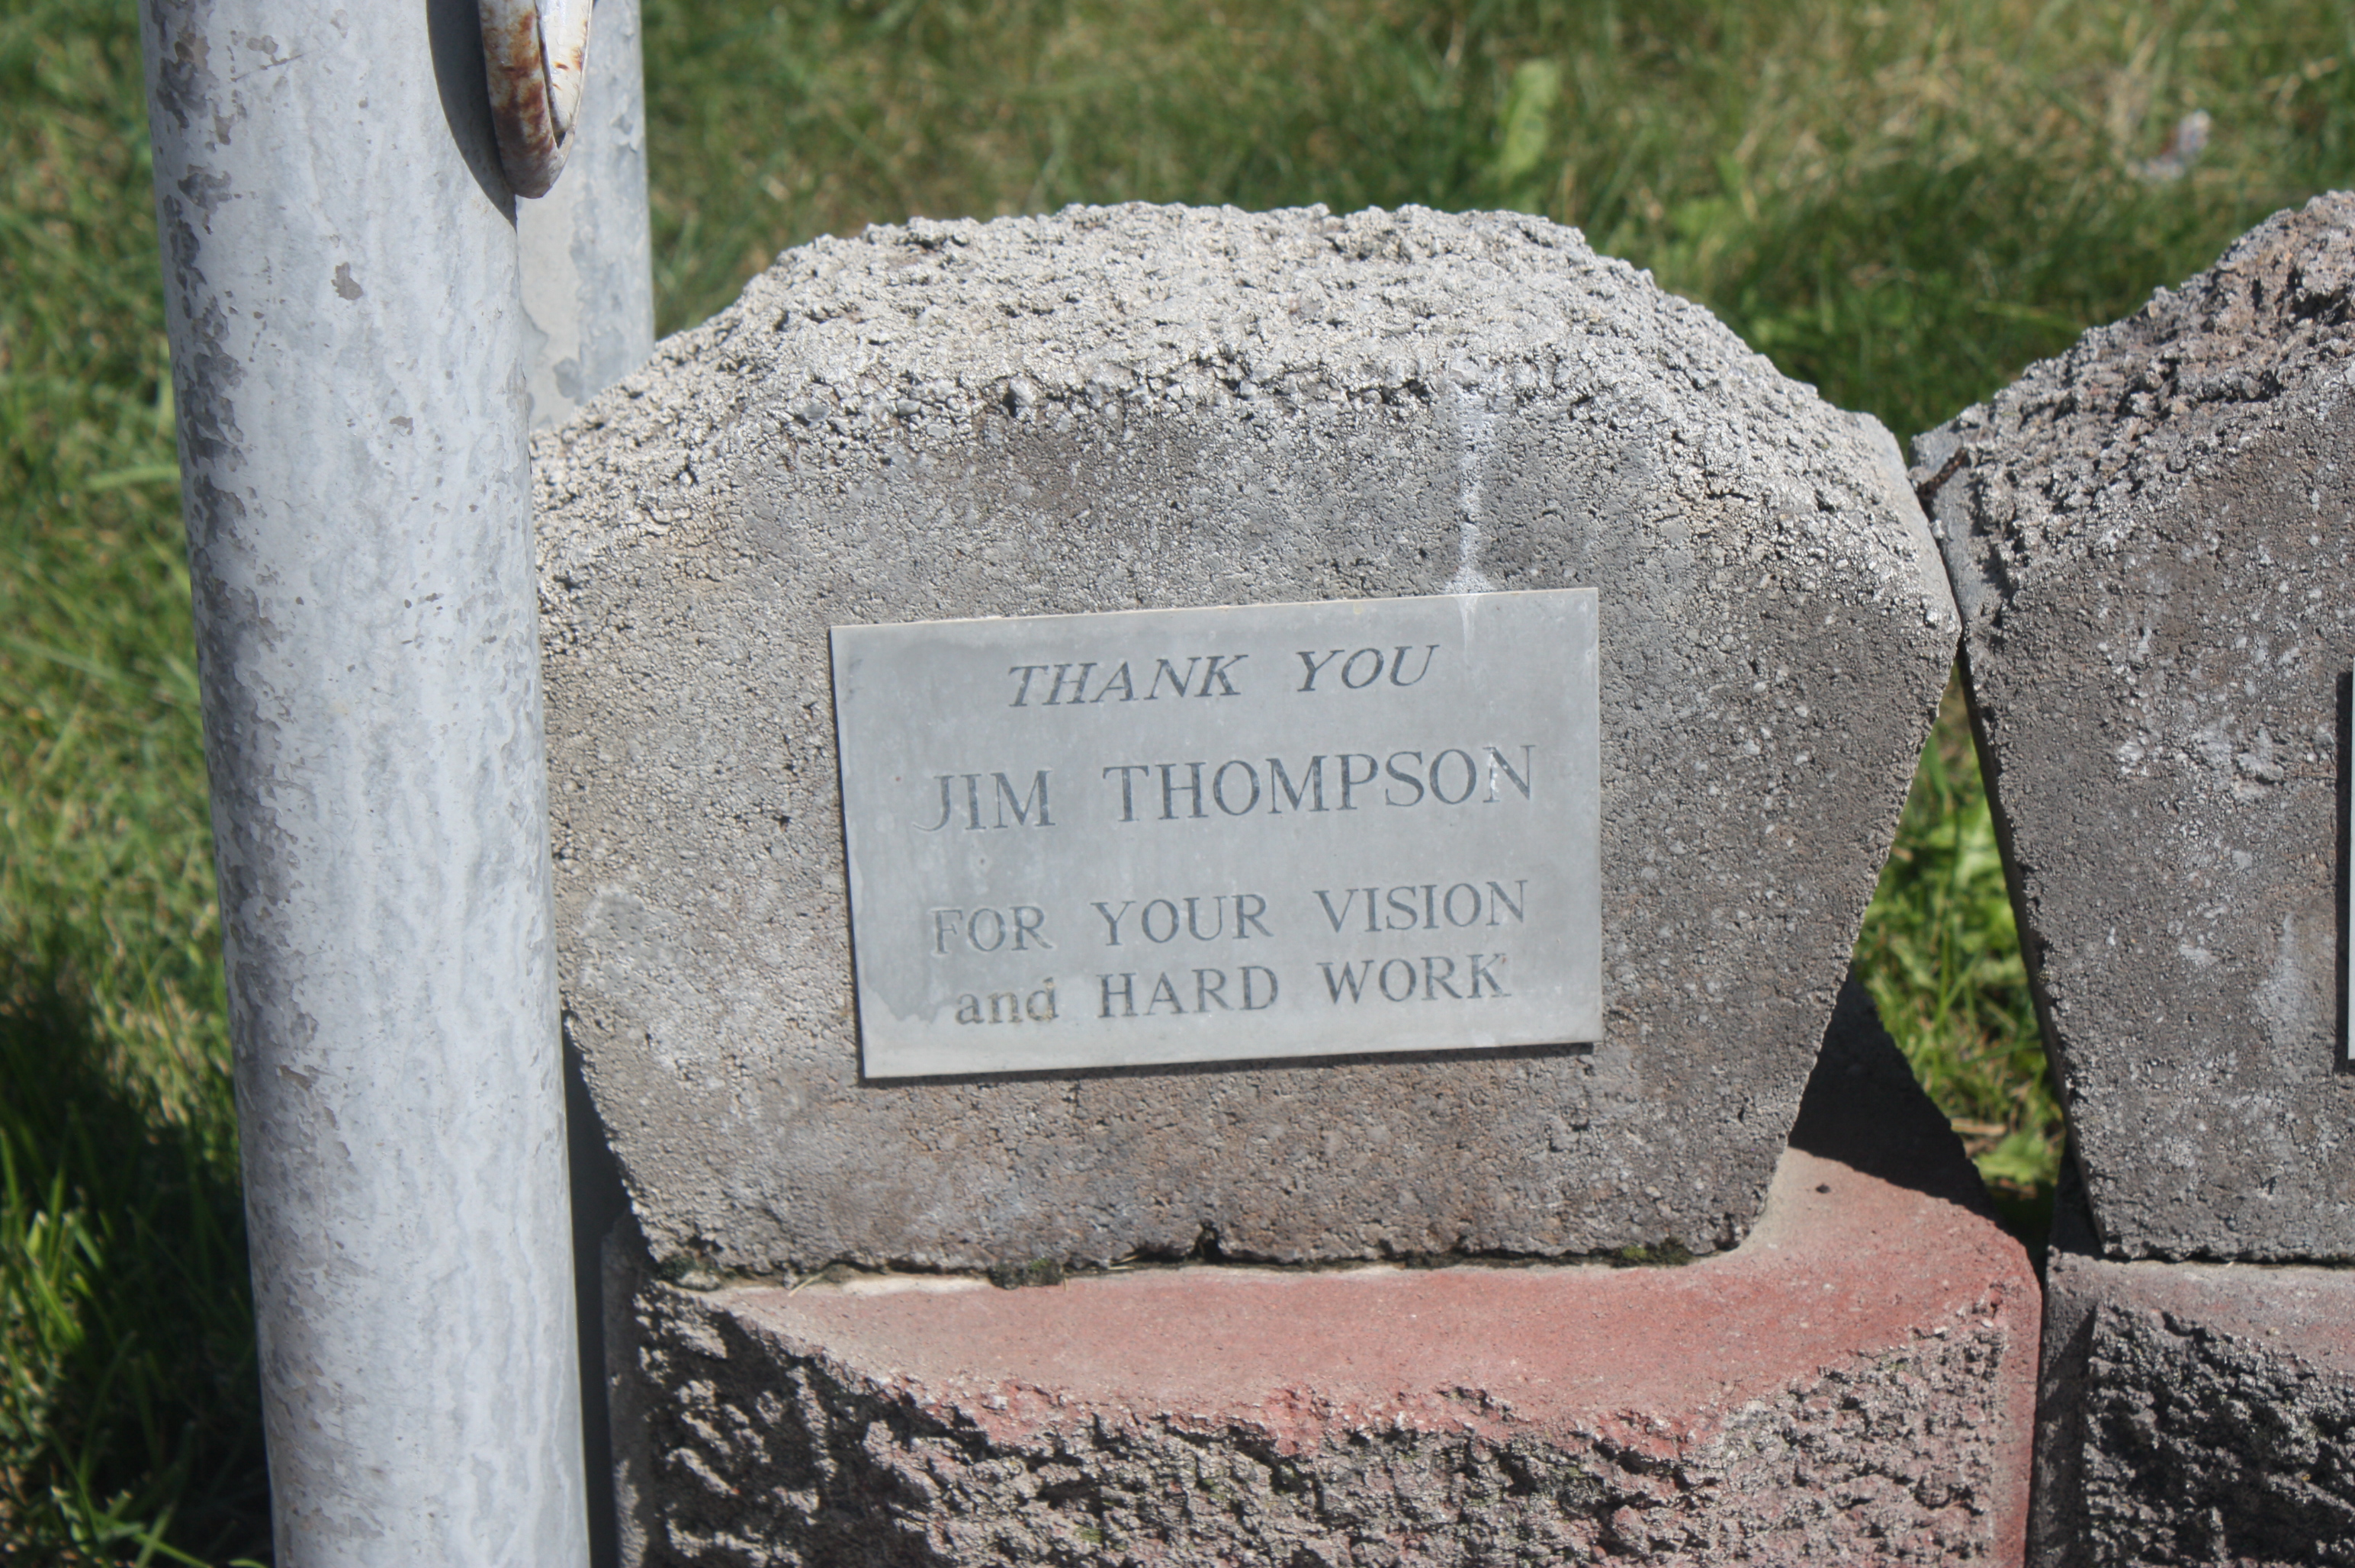 THANK YOU
JIM THOMPSON
FOR YOUR VISION
and HARD WORK